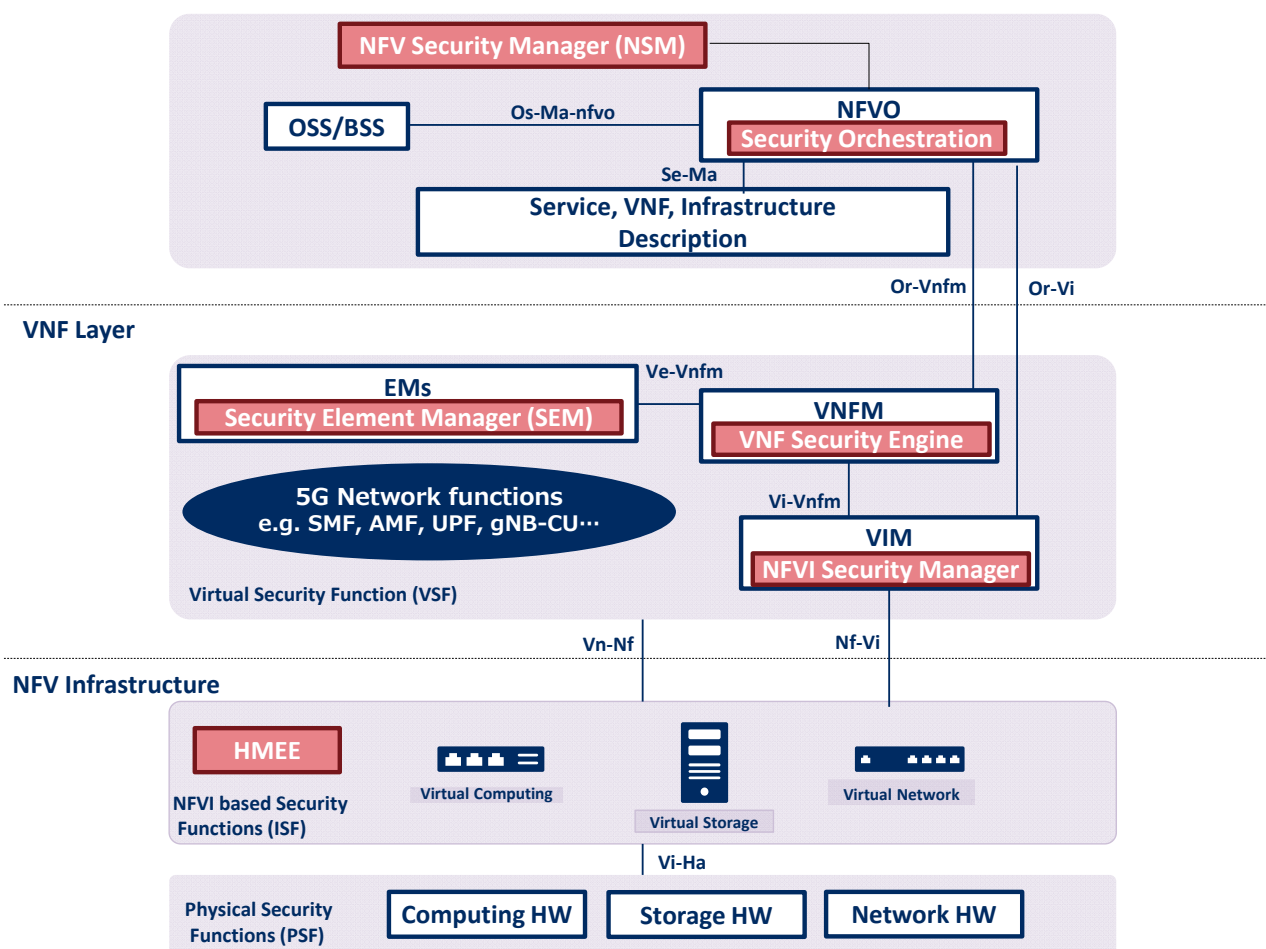 NFV Security Manager (NSM)
OSS/BSS
Os-Ma-nfvo
NFVO
Security Orchestration
Se-Ma
Service, VNF, Infrastructure
Description
Or-Vnfm
Or-Vi
VNF Layer
EMs
Security Element Manager (SEM)
Ve-Vnfm
VNFM
VNF Security Engine
5G Network functions
e.g. SMF, AMF, UPF, gNB-CU…
Vi-Vnfm
VIM
NFVI Security Manager
Virtual Security Function (VSF)
Vn-Nf
Nf-Vi
NFV Infrastructure
HMEE
NFVI based Security
Functions (ISF)
Virtual Computing
Virtual Storage
Virtual Network
Vi-Ha
Physical Security
Functions (PSF)
Computing HW
Storage HW
Network HW